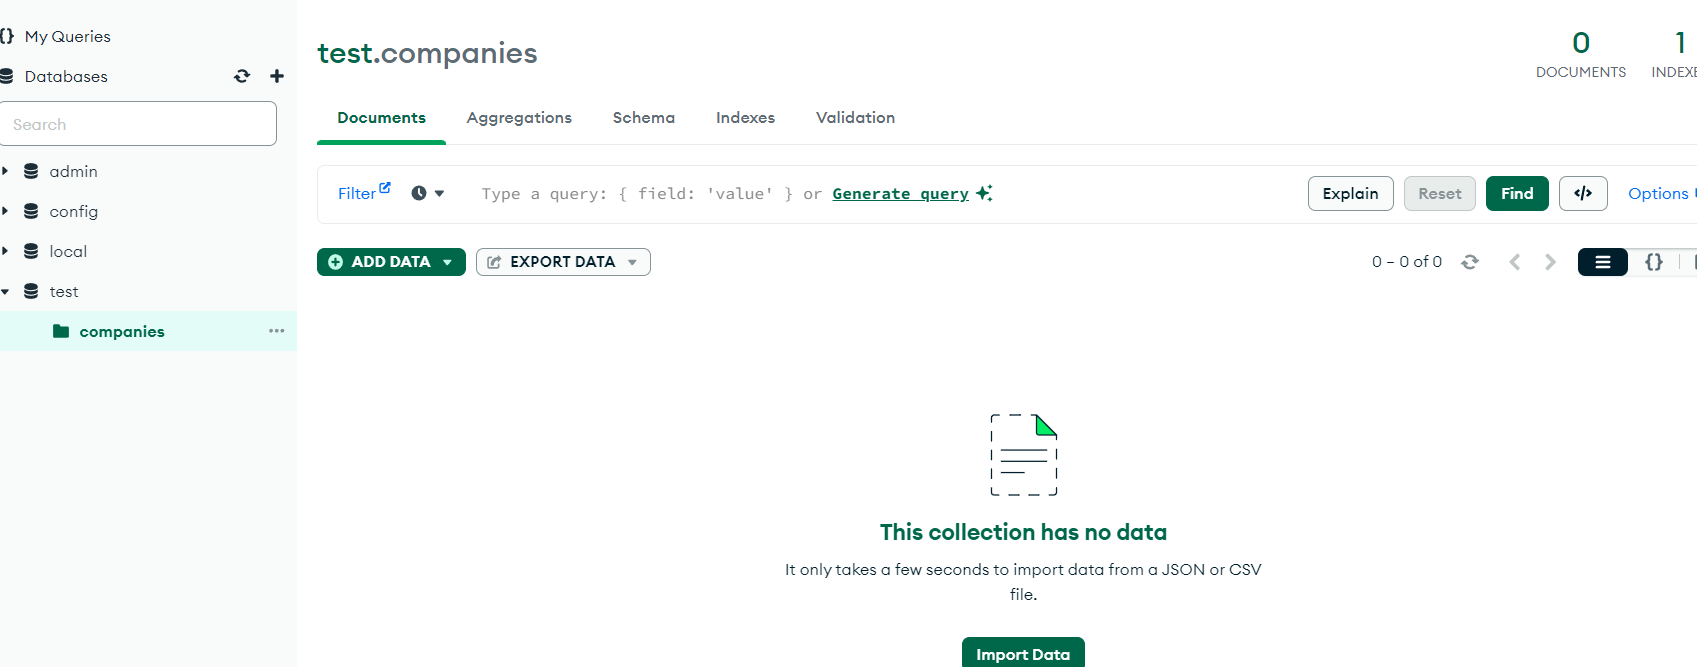 My Queries
Databases
Search
admin
config
local
test
companies
test.companies
0
DOCUMENTS
1
Documents
Aggregations
Schema
Indexes
Validation
Filter
Type a query: { field: 'value' } or Generate query
Explain
Reset
Find
</>
Options
ADD DATA
EXPORT DATA
0 – 0 of 0
{}
This collection has no data
It only takes a few seconds to import data from a JSON or CSV
file.
Import Data